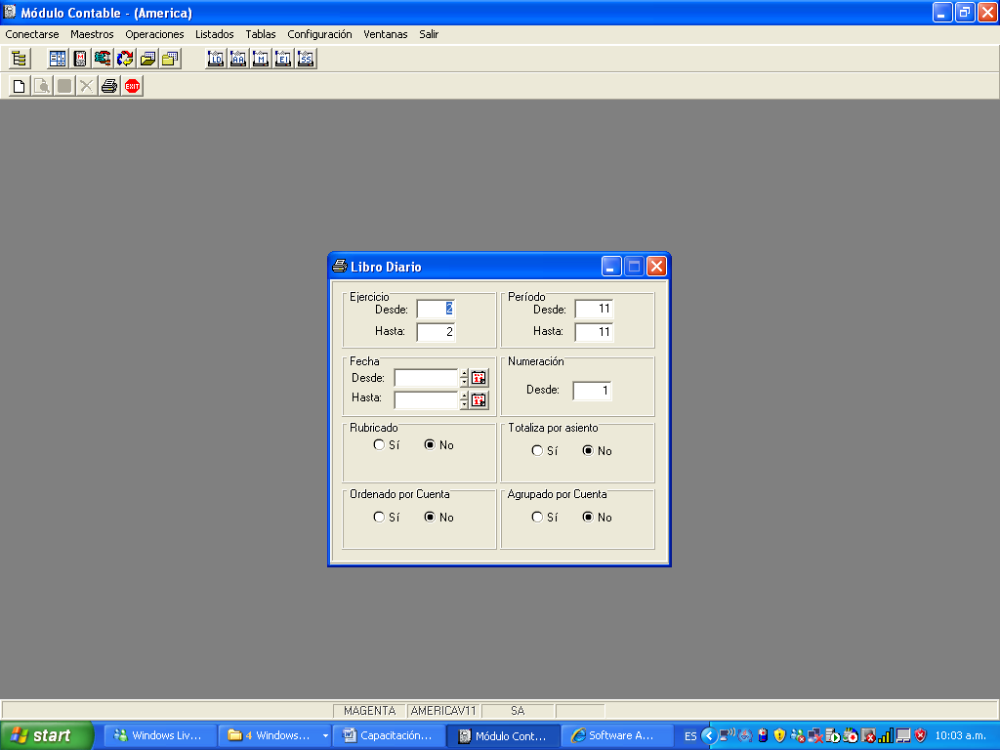 Módulo Contable - (America)
Conectarse Maestros Operaciones Listados Tablas Configuración Ventanas Salir
LD AA M EI SS
EXIT
Libro Diario
Ejercicio
Desde: 2
Hasta: 2
Período
Desde: 11
Hasta: 11
Fecha
Desde:
Hasta:
Numeración
Desde: 1
Rubricado
Sí No
Totaliza por asiento
Sí No
Ordenado por Cuenta
Sí No
Agrupado por Cuenta
Sí No
MAGENTA AMERICAV11 SA
start Windows Liv... 4 Windows... Capacitación... Módulo Cont... Software A... ES 10:03 a.m.